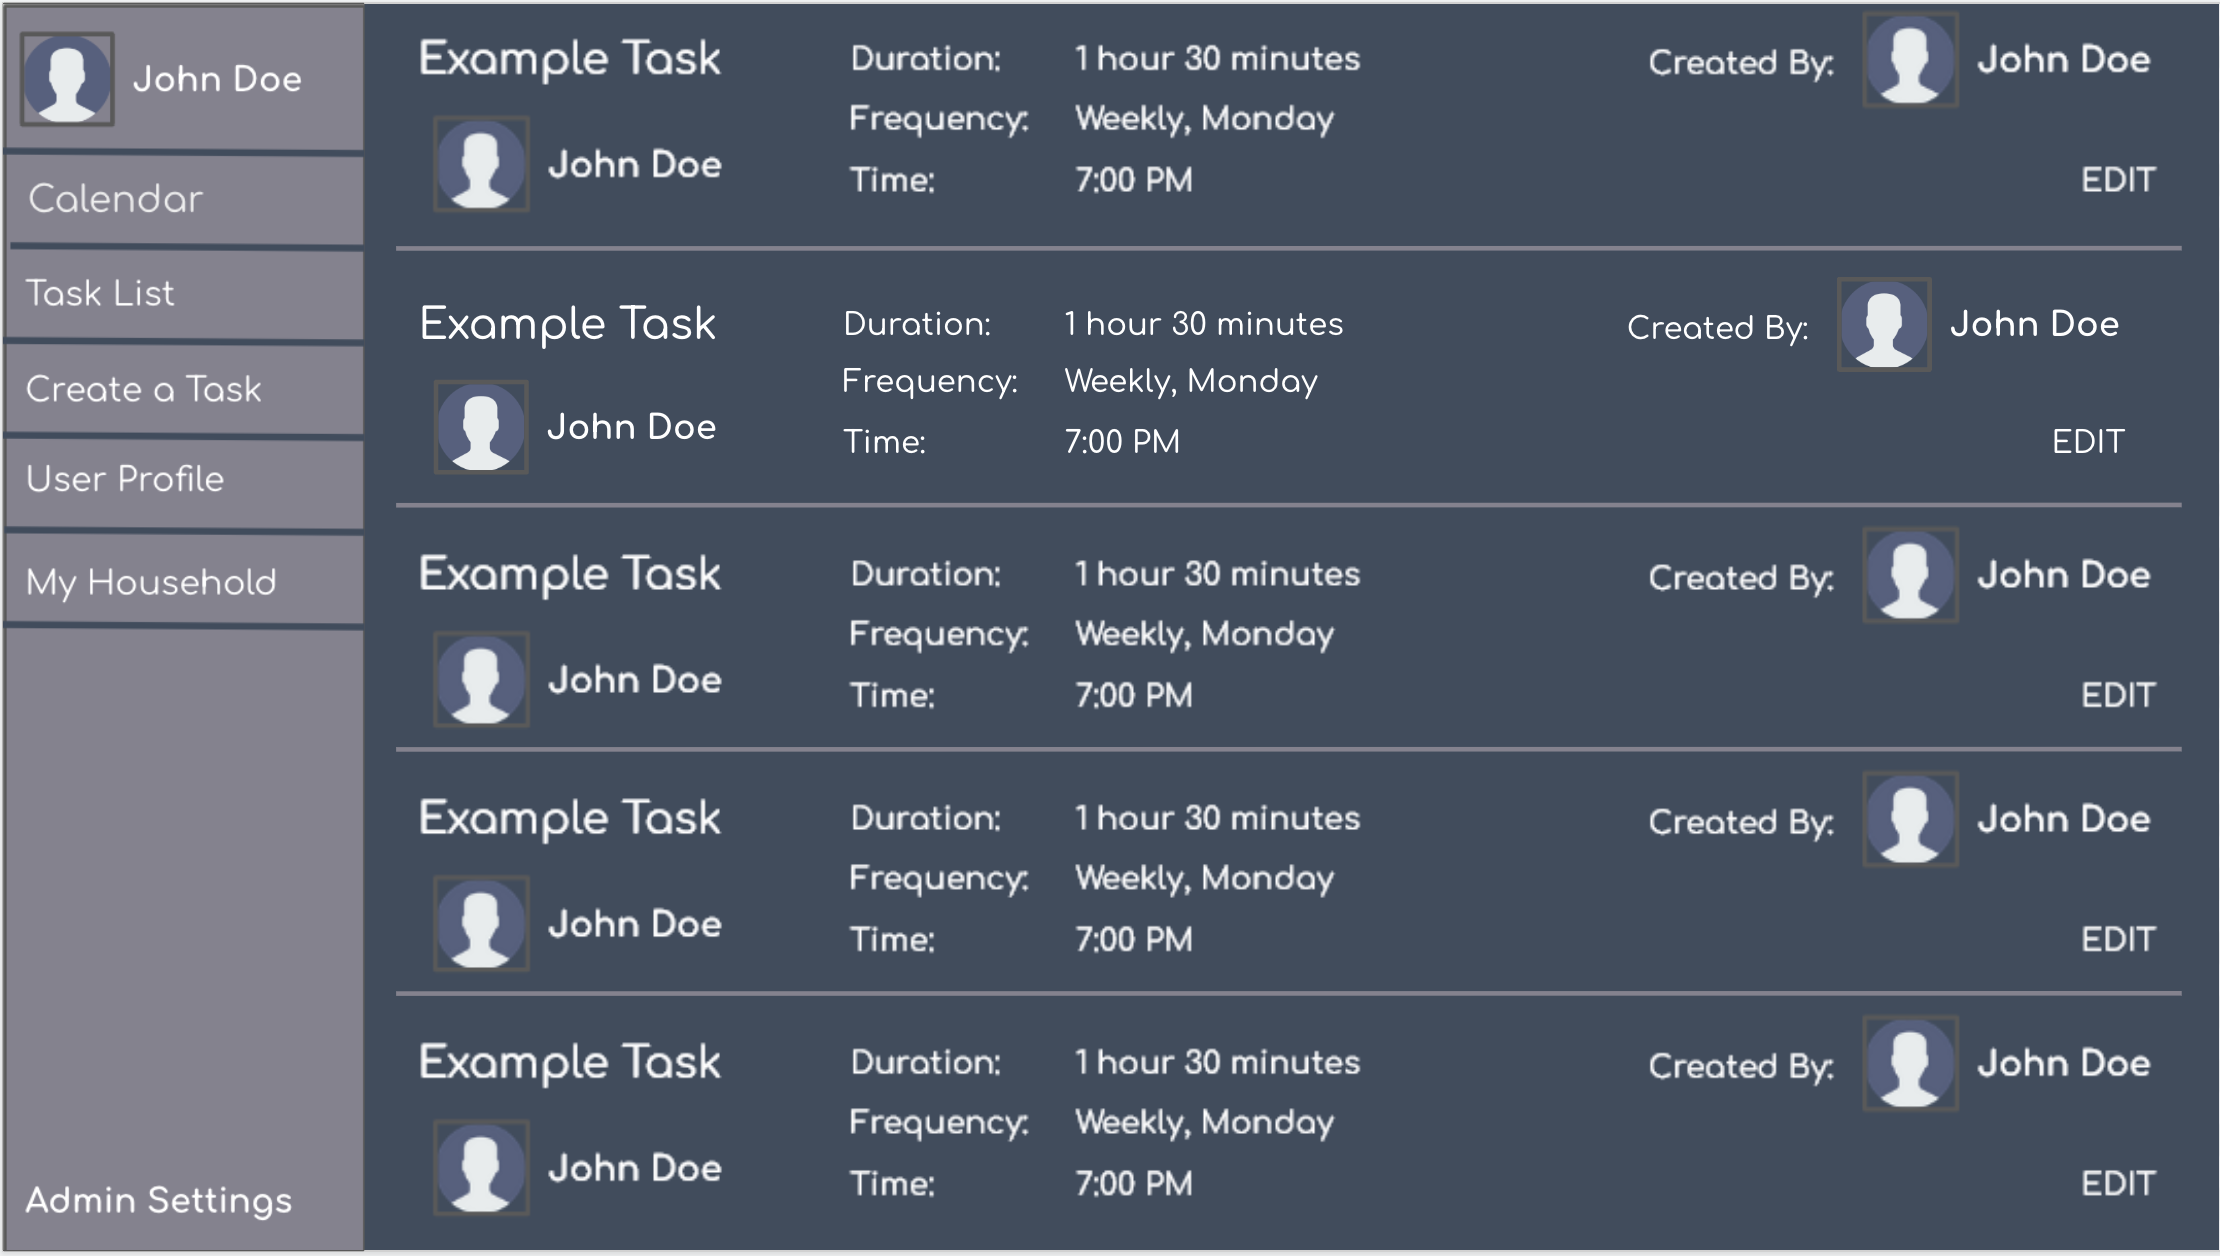 John Doe
Calendar
Task List
Create a Task
User Profile
My Household
Admin Settings
Example Task
John Doe
Duration: 1 hour 30 minutes
Frequency: Weekly, Monday
Time: 7:00 PM
Created By: John Doe
EDIT
Example Task
John Doe
Duration: 1 hour 30 minutes
Frequency: Weekly, Monday
Time: 7:00 PM
Created By: John Doe
EDIT
Example Task
John Doe
Duration: 1 hour 30 minutes
Frequency: Weekly, Monday
Time: 7:00 PM
Created By: John Doe
EDIT
Example Task
John Doe
Duration: 1 hour 30 minutes
Frequency: Weekly, Monday
Time: 7:00 PM
Created By: John Doe
EDIT
Example Task
John Doe
Duration: 1 hour 30 minutes
Frequency: Weekly, Monday
Time: 7:00 PM
Created By: John Doe
EDIT